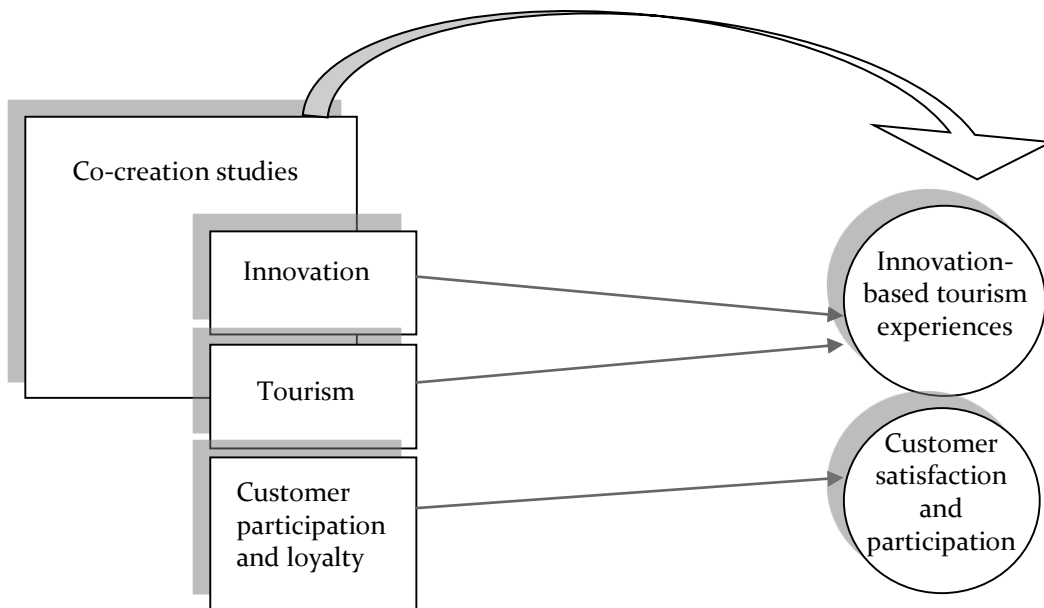 Co-creation studies
Innovation
Tourism
Customer
participation
and loyalty
Innovation-
based tourism
experiences
Customer
satisfaction
and
participation